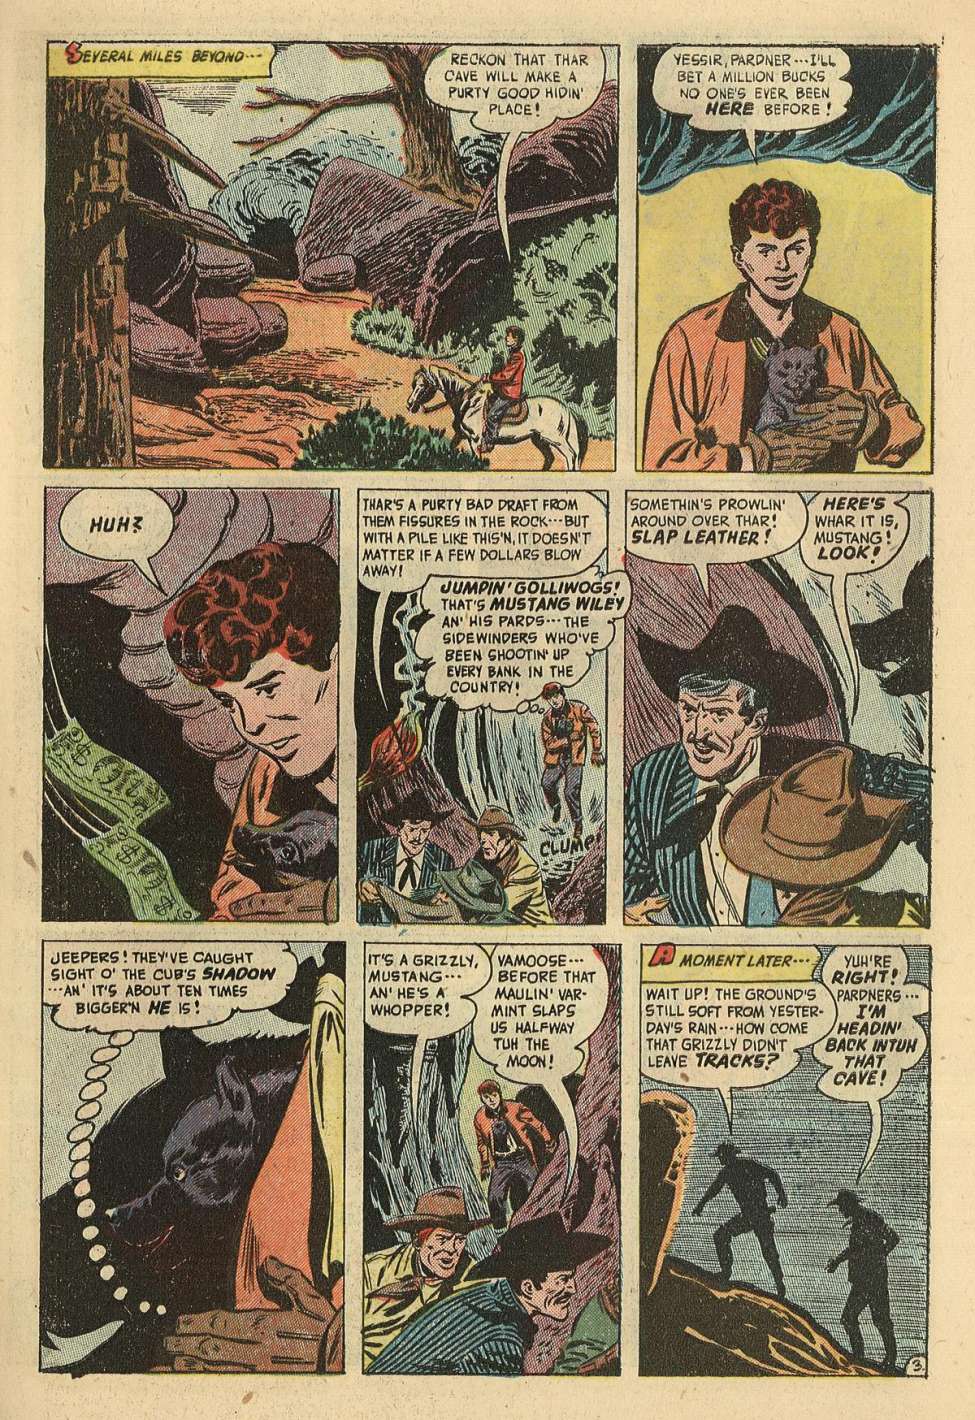 SEVERAL MILES BEYOND---
RECKON THAT THAR
CAVE WILL MAKE A
PURTY GOOD HIDIN'
PLACE!
YESSIR, PARDNER---I'LL
BET A MILLION BUCKS
NO ONE'S EVER BEEN
HERE BEFORE!
HUH?
THAR'S A PURTY BAD DRAFT FROM
THEM FISSURES IN THE ROCK---BUT
WITH A PILE LIKE THIS'N, IT DOESN'T
MATTER IF A FEW DOLLARS BLOW
AWAY!
JUMPIN' GOLLIWOGS!
THAT'S MUSTANG WILEY
AN' HIS PARDS---THE
SIDEWINDERS WHO'VE
BEEN SHOOTIN' UP
EVERY BANK IN THE
COUNTRY!
CLUMP
SOMETHIN'S PROWLIN'
AROUND OVER THAR!
SLAP LEATHER!
HERE'S
WHAR IT IS,
MUSTANG!
LOOK!
JEEPERS! THEY'VE CAUGHT
SIGHT O' THE CUB'S SHADOW
---AN' IT'S ABOUT TEN TIMES
BIGGER'N HE IS!
IT'S A GRIZZLY,
MUSTANG---
AN' HE'S A
WHOPPER!
VAMOOSE---
BEFORE THAT
MAULIN' VAR-
MINT SLAPS
US HALFWAY
TUH THE
MOON!
A MOMENT LATER---
WAIT UP! THE GROUND'S
STILL SOFT FROM YESTER-
DAY'S RAIN---HOW COME
THAT GRIZZLY DIDN'T
LEAVE TRACKS?
YUH'RE
RIGHT!
PARDNERS---
I'M
HEADIN'
BACK INTUH
THAT
CAVE!
3.